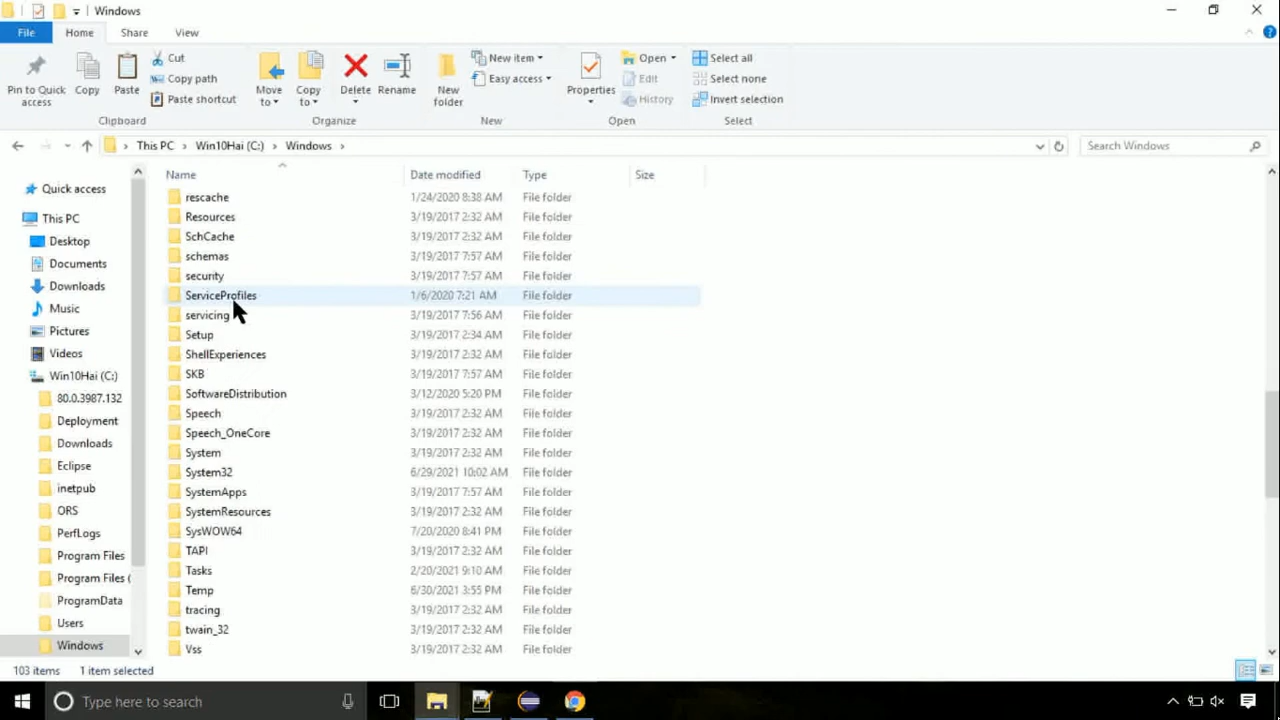 Windows
File Home Share View
Pin to Quick access
Copy
Paste
Cut
Copy path
Paste shortcut
Clipboard
Move to
Copy to
Delete
Rename
Organize
New folder
New item
Easy access
New
Properties
Open
Edit
History
Open
Select all
Select none
Invert selection
Select
This PC Win10Hai (C:) Windows
Search Windows
Quick access
This PC
Desktop
Documents
Downloads
Music
Pictures
Videos
Win10Hai (C:)
80.0.3987.132
Deployment
Downloads
Eclipse
inetpub
ORS
PerfLogs
Program Files
Program Files (
ProgramData
Users
Windows
Name Date modified Type Size
rescache 1/24/2020 8:38 AM File folder
Resources 3/19/2017 2:32 AM File folder
SchCache 3/19/2017 2:32 AM File folder
schemas 3/19/2017 7:57 AM File folder
security 3/19/2017 7:57 AM File folder
ServiceProfiles 1/6/2020 7:21 AM File folder
servicing 3/19/2017 7:56 AM File folder
Setup 3/19/2017 2:34 AM File folder
ShellExperiences 3/19/2017 2:32 AM File folder
SKB 3/19/2017 7:57 AM File folder
SoftwareDistribution 3/12/2020 5:20 PM File folder
Speech 3/19/2017 2:32 AM File folder
Speech_OneCore 3/19/2017 2:32 AM File folder
System 3/19/2017 2:32 AM File folder
System32 6/29/2021 10:02 AM File folder
SystemApps 3/19/2017 7:57 AM File folder
SystemResources 3/19/2017 2:32 AM File folder
SysWOW64 7/20/2020 8:41 PM File folder
TAPI 3/19/2017 2:32 AM File folder
Tasks 2/20/2021 9:10 AM File folder
Temp 6/30/2021 3:55 PM File folder
tracing 3/19/2017 2:32 AM File folder
twain_32 3/19/2017 2:32 AM File folder
Vss 3/19/2017 2:32 AM File folder
103 items 1 item selected
Type here to search